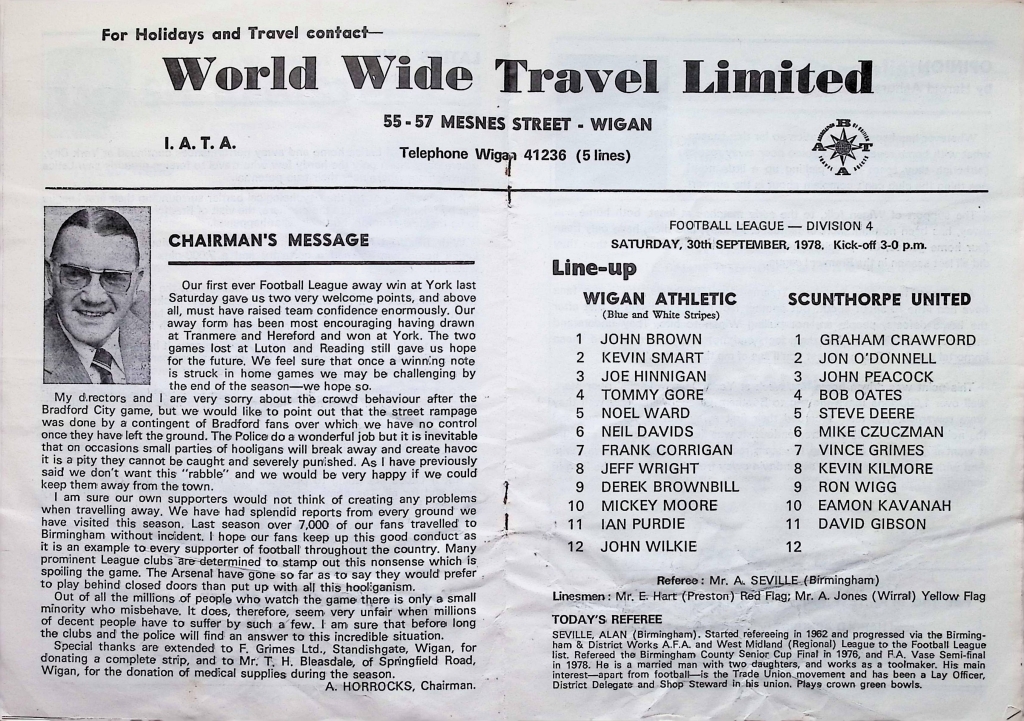 For Holidays and Travel contact—
World Wide Travel Limited
55-57 MESNES STREET - WIGAN
I. A. T. A.
Telephone Wigan 41236 (5 lines)
A B T A
CHAIRMAN'S MESSAGE
Our first ever Football League away win at York last
Saturday gave us two very welcome points, and above
all, must have raised team confidence enormously. Our
away form has been most encouraging having drawn
at Tranmere and Hereford and won at York. The two
games lost at Luton and Reading still gave us hope
for the future. We feel sure that once a winning note
is struck in home games we may be challenging by
the end of the season—we hope so.
My directors and I are very sorry about the crowd behaviour after the
Bradford City game, but we would like to point out that the street rampage
was done by a contingent of Bradford fans over which we have no control
once they have left the ground. The Police do a wonderful job but it is inevitable
that on occasions small parties of hooligans will break away and create havoc
it is a pity they cannot be caught and severely punished. As I have previously
said we don't want this "rabble" and we would be very happy if we could
keep them away from the town.
I am sure our own supporters would not think of creating any problems
when travelling away. We have had splendid reports from every ground we
have visited this season. Last season over 7,000 of our fans travelled to
Birmingham without incident. I hope our fans keep up this good conduct as
it is an example to every supporter of football throughout the country. Many
prominent League clubs are determined to stamp out this nonsense which is
spoiling the game. The Arsenal have gone so far as to say they would prefer
to play behind closed doors than put up with all this hooliganism.
Out of all the millions of people who watch the game there is only a small
minority who misbehave. It does, therefore, seem very unfair when millions
of decent people have to suffer by such a few. I am sure that before long
the clubs and the police will find an answer to this incredible situation.
Special thanks are extended to F. Grimes Ltd., Standishgate, Wigan, for
donating a complete strip, and to Mr. T. H. Bleasdale, of Springfield Road,
Wigan, for the donation of medical supplies during the season.
A. HORROCKS, Chairman.
FOOTBALL LEAGUE — DIVISION 4
SATURDAY, 30th SEPTEMBER, 1978. Kick-off 3-0 p.m.
Line-up
WIGAN ATHLETIC
(Blue and White Stripes)
1 JOHN BROWN
2 KEVIN SMART
3 JOE HINNIGAN
4 TOMMY GORE
5 NOEL WARD
6 NEIL DAVIDS
7 FRANK CORRIGAN
8 JEFF WRIGHT
9 DEREK BROWNBILL
10 MICKEY MOORE
11 IAN PURDIE
12 JOHN WILKIE
SCUNTHORPE UNITED
1 GRAHAM CRAWFORD
2 JON O'DONNELL
3 JOHN PEACOCK
4 BOB OATES
5 STEVE DEERE
6 MIKE CZUCZMAN
7 VINCE GRIMES
8 KEVIN KILMORE
9 RON WIGG
10 EAMON KAVANAH
11 DAVID GIBSON
12
Referee : Mr. A. SEVILLE (Birmingham)
Linesmen : Mr. E. Hart (Preston) Red Flag; Mr. A. Jones (Wirral) Yellow Flag
TODAY'S REFEREE
SEVILLE, ALAN (Birmingham). Started refereeing in 1962 and progressed via the Birming-
ham & District Works A.F.A. and West Midland (Regional) League to the Football League
list. Refereed the Birmingham County Senior Cup Final in 1976, and F.A. Vase Semi-final
in 1978. He is a married man with two daughters, and works as a toolmaker. His main
interest—apart from football—is the Trade Union movement and has been a Lay Officer,
District Delegate and Shop Steward in his union. Plays crown green bowls.